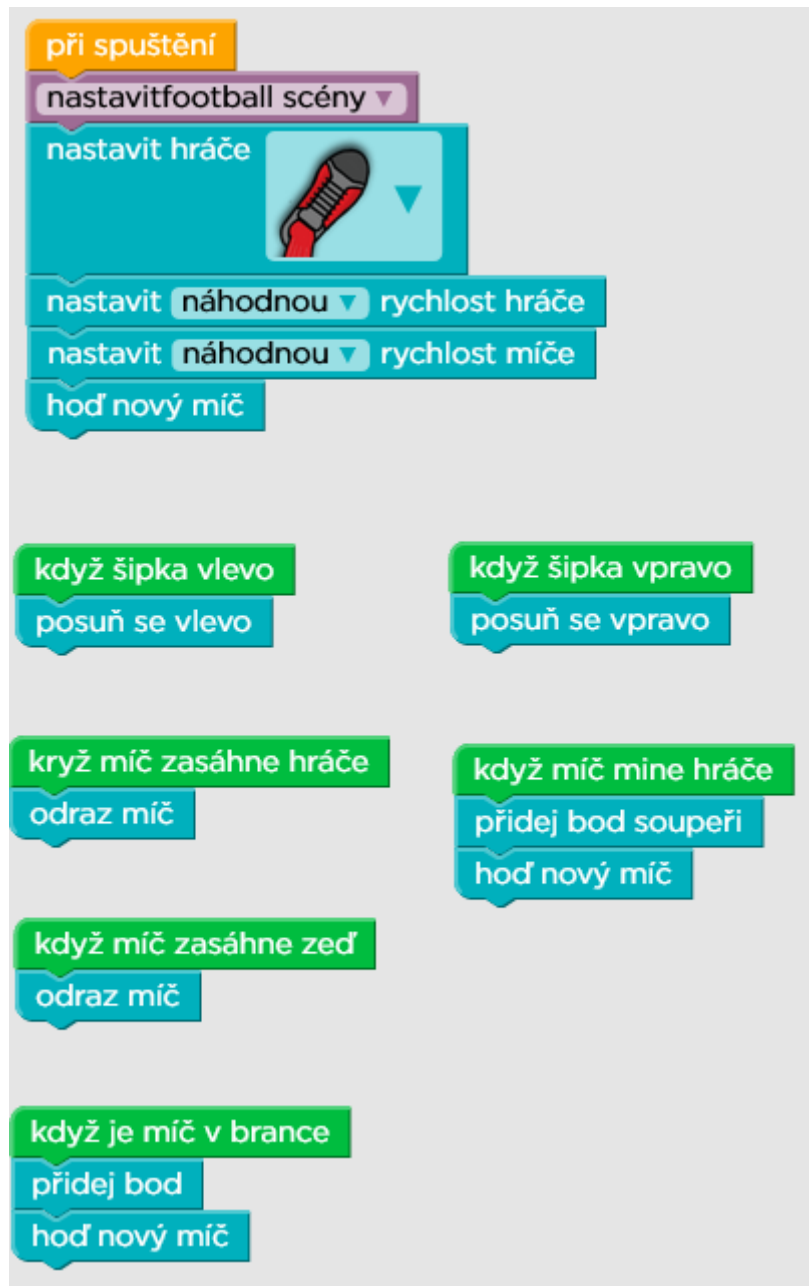 při spuštění
nastavitfootball scény
nastavit hráče
nastavit náhodnou rychlost hráče
nastavit náhodnou rychlost míče
hoď nový míč
když šipka vlevo
posuň se vlevo
když šipka vpravo
posuň se vpravo
kryž míč zasáhne hráče
odraz míč
když míč mine hráče
přidej bod soupeři
hoď nový míč
když míč zasáhne zeď
odraz míč
když je míč v brance
přidej bod
hoď nový míč